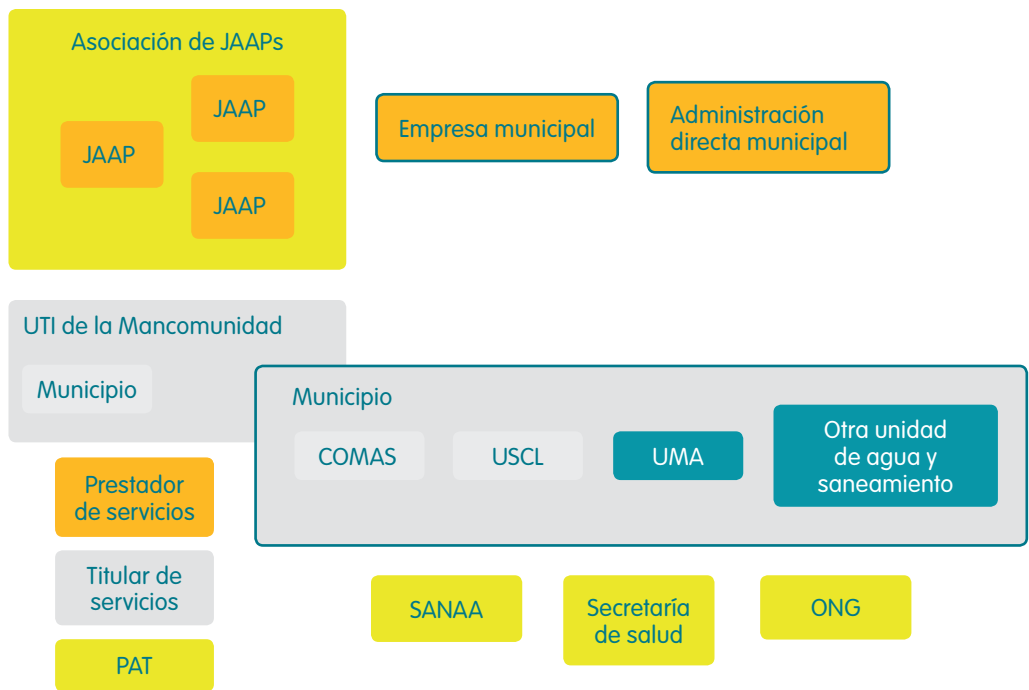 Asociación de JAAPs
JAAP
JAAP
JAAP
Empresa municipal
Administración
directa municipal
UTI de la Mancomunidad
Municipio
Municipio
COMAS
USCL
UMA
Otra unidad
de agua y
saneamiento
Prestador
de servicios
Titular de
servicios
PAT
SANAA
Secretaría
de salud
ONG